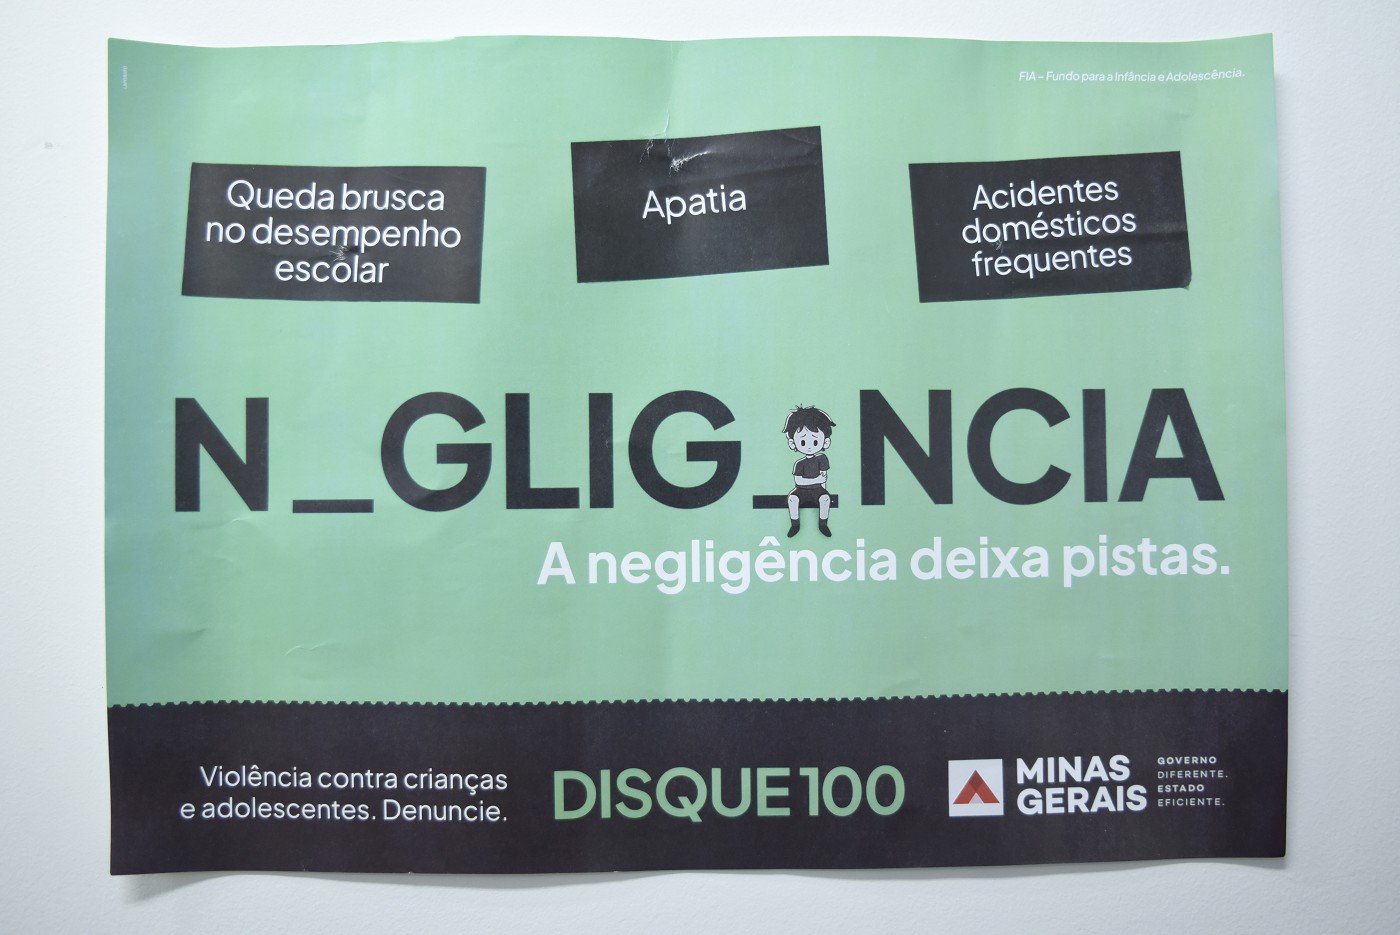 FIA – Fundo para a Infância e Adolescência.
Queda brusca
no desempenho
escolar
Apatia
Acidentes
domésticos
frequentes
N_GLIG_NCIA
A negligência deixa pistas.
Violência contra crianças
e adolescentes. Denuncie.
DISQUE 100
MINAS
GERAIS
GOVERNO
DIFERENTE.
ESTADO
EFICIENTE.